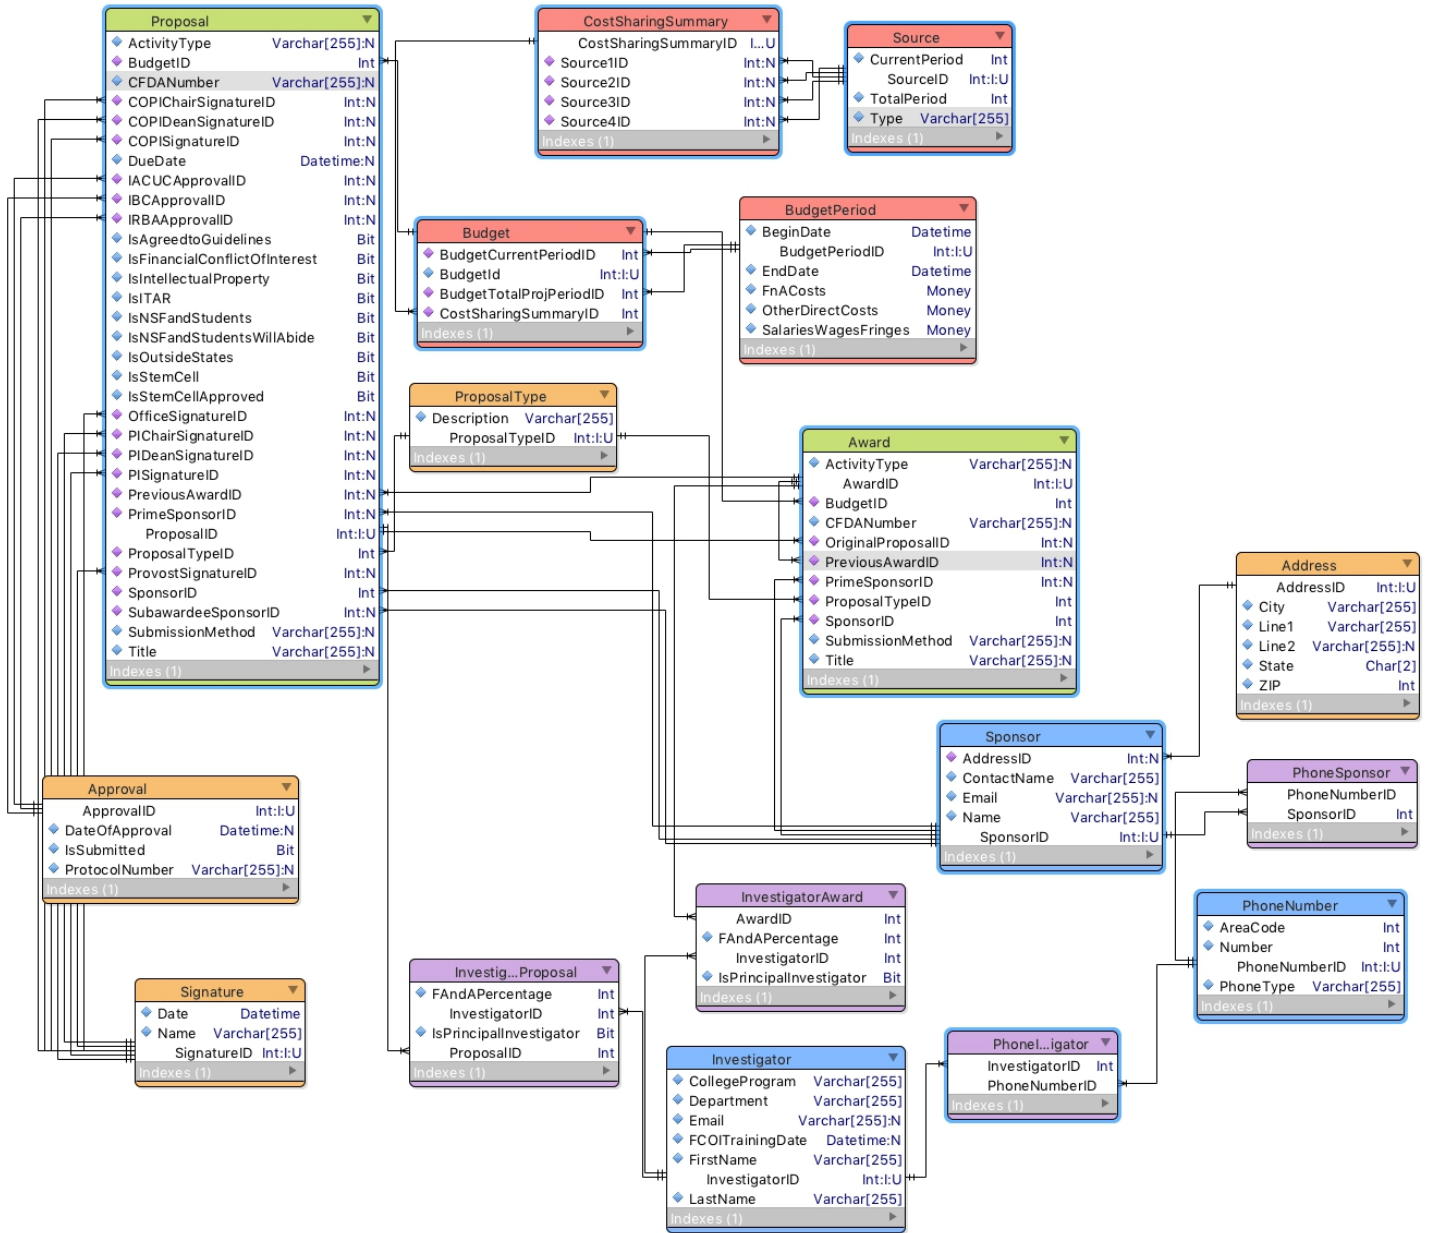 Proposal
ActivityType Varchar[255]:N
BudgetID Int
CFDANumber Varchar[255]:N
COPIChairSignatureID Int:N
COPIDeanSignatureID Int:N
COPISignatureID Int:N
DueDate Datetime:N
IACUCApprovalID Int:N
IBCApprovalID Int:N
IRBAApprovalID Int:N
IsAgreedtoGuidelines Bit
IsFinancialConflictOfInterest Bit
IsIntellectualProperty Bit
IsITAR Bit
IsNSFandStudents Bit
IsNSFandStudentsWillAbide Bit
IsOutsideStates Bit
IsStemCell Bit
IsStemCellApproved Bit
OfficeSignatureID Int:N
PIChairSignatureID Int:N
PIDeanSignatureID Int:N
PISignatureID Int:N
PreviousAwardID Int:N
PrimeSponsorID Int:N
ProposalID Int:I:U
ProposalTypeID Int
ProvostSignatureID Int:N
SponsorID Int
SubawardeeSponsorID Int:N
SubmissionMethod Varchar[255]:N
Title Varchar[255]:N
Indexes (1)
CostSharingSummary
CostSharingSummaryID I...U
Source1ID Int:N
Source2ID Int:N
Source3ID Int:N
Source4ID Int:N
Indexes (1)
Source
CurrentPeriod Int
SourceID Int:I:U
TotalPeriod Int
Type Varchar[255]
Indexes (1)
Budget
BudgetCurrentPeriodID Int
BudgetId Int:I:U
BudgetTotalProjPeriodID Int
CostSharingSummaryID Int
Indexes (1)
BudgetPeriod
BeginDate Datetime
BudgetPeriodID Int:I:U
EndDate Datetime
FnACosts Money
OtherDirectCosts Money
SalariesWagesFringes Money
Indexes (1)
ProposalType
Description Varchar[255]
ProposalTypeID Int:I:U
Indexes (1)
Award
ActivityType Varchar[255]:N
AwardID Int:I:U
BudgetID Int:N
CFDANumber Varchar[255]:N
OriginalProposalID Int:N
PreviousAwardID Int:N
PrimeSponsorID Int:N
ProposalTypeID Int
SponsorID Int
SubmissionMethod Varchar[255]:N
Title Varchar[255]:N
Indexes (1)
Address
AddressID Int:I:U
City Varchar[255]
Line1 Varchar[255]
Line2 Varchar[255]:N
State Char[2]
ZIP Int
Indexes (1)
Sponsor
AddressID Int:N
ContactName Varchar[255]
Email Varchar[255]:N
Name Varchar[255]
SponsorID Int:I:U
Indexes (1)
PhoneSponsor
PhoneNumberID
SponsorID Int
Indexes (1)
Approval
ApprovalID Int:I:U
DateOfApproval Datetime:N
IsSubmitted Bit
ProtocolNumber Varchar[255]:N
Indexes (1)
InvestigatorAward
AwardID Int
FAndAPercentage Int
InvestigatorID Int
IsPrincipalInvestigator Bit
Indexes (1)
PhoneNumber
AreaCode Int
Number Int
PhoneNumberID Int:I:U
PhoneType Varchar[255]
Indexes (1)
Investig...Proposal
FAndAPercentage Int
InvestigatorID Int
IsPrincipalInvestigator Bit
ProposalID Int
Indexes (1)
Signature
Date Datetime
Name Varchar[255]
SignatureID Int:I:U
Indexes (1)
Investigator
CollegeProgram Varchar[255]
Department Varchar[255]
Email Varchar[255]:N
FCOITrainingDate Datetime:N
FirstName Varchar[255]
InvestigatorID Int:I:U
LastName Varchar[255]
Indexes (1)
PhoneI...igator
InvestigatorID Int
PhoneNumberID
Indexes (1)